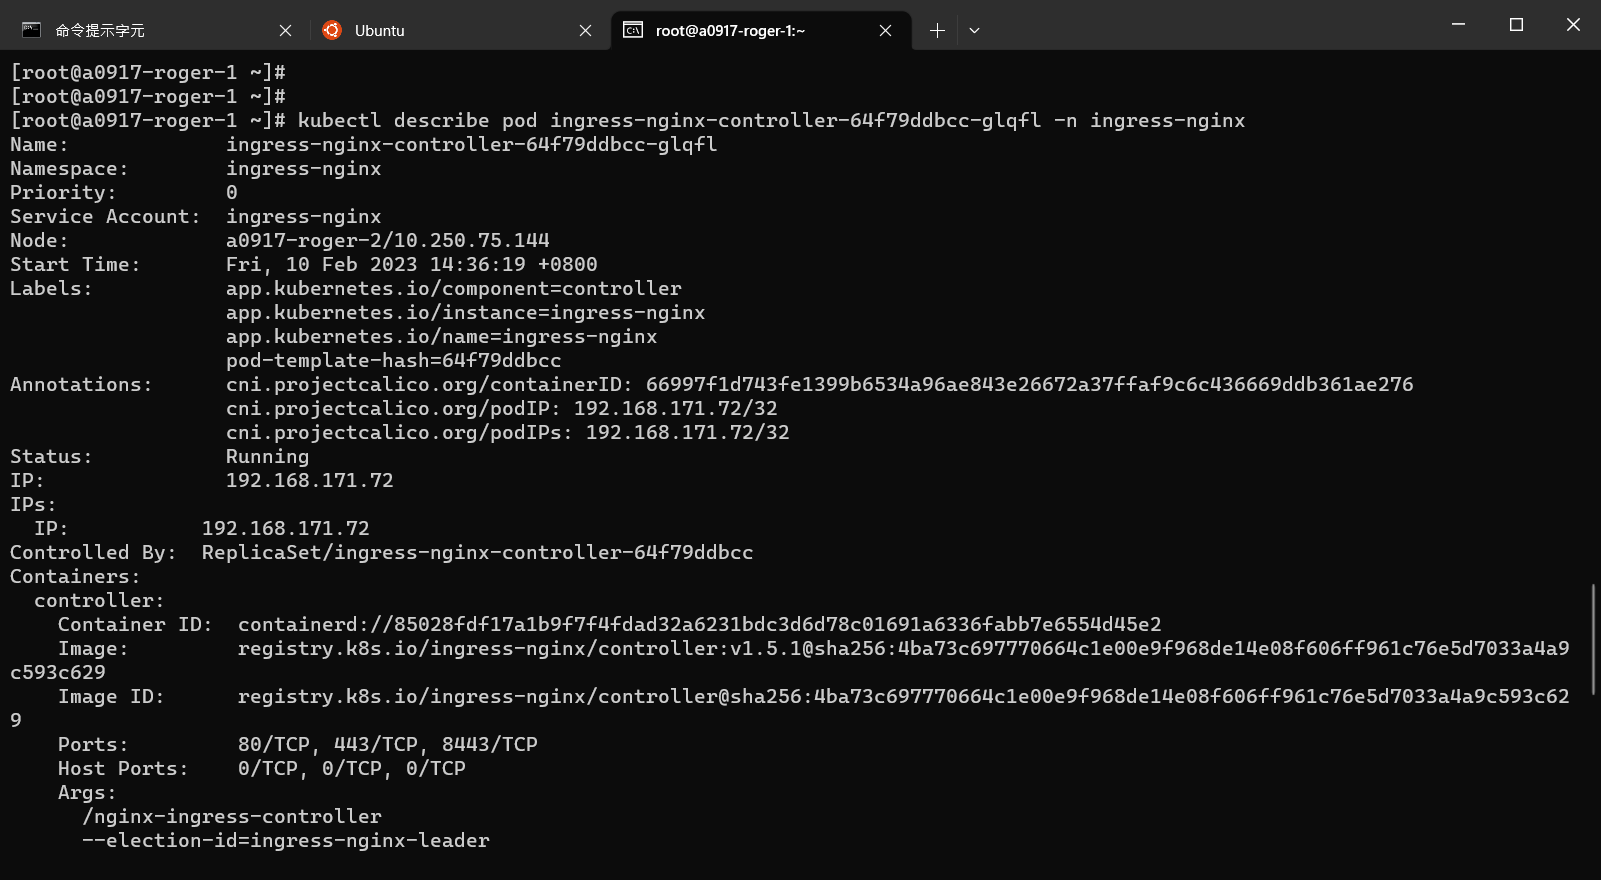 命令提示字元
Ubuntu
root@a0917-roger-1:~
[root@a0917-roger-1 ~]#
[root@a0917-roger-1 ~]#
[root@a0917-roger-1 ~]# kubectl describe pod ingress-nginx-controller-64f79ddbcc-glqfl -n ingress-nginx
Name:             ingress-nginx-controller-64f79ddbcc-glqfl
Namespace:        ingress-nginx
Priority:         0
Service Account:  ingress-nginx
Node:             a0917-roger-2/10.250.75.144
Start Time:       Fri, 10 Feb 2023 14:36:19 +0800
Labels:           app.kubernetes.io/component=controller
                  app.kubernetes.io/instance=ingress-nginx
                  app.kubernetes.io/name=ingress-nginx
                  pod-template-hash=64f79ddbcc
Annotations:      cni.projectcalico.org/containerID: 66997f1d743fe1399b6534a96ae843e26672a37ffaf9c6c436669ddb361ae276
                  cni.projectcalico.org/podIP: 192.168.171.72/32
                  cni.projectcalico.org/podIPs: 192.168.171.72/32
Status:           Running
IP:               192.168.171.72
IPs:
  IP:           192.168.171.72
Controlled By:  ReplicaSet/ingress-nginx-controller-64f79ddbcc
Containers:
  controller:
    Container ID:  containerd://85028fdf17a1b9f7f4fdad32a6231bdc3d6d78c01691a6336fabb7e6554d45e2
    Image:         registry.k8s.io/ingress-nginx/controller:v1.5.1@sha256:4ba73c697770664c1e00e9f968de14e08f606ff961c76e5d7033a4a9
c593c629
    Image ID:      registry.k8s.io/ingress-nginx/controller@sha256:4ba73c697770664c1e00e9f968de14e08f606ff961c76e5d7033a4a9c593c62
9
    Ports:         80/TCP, 443/TCP, 8443/TCP
    Host Ports:    0/TCP, 0/TCP, 0/TCP
    Args:
      /nginx-ingress-controller
      --election-id=ingress-nginx-leader